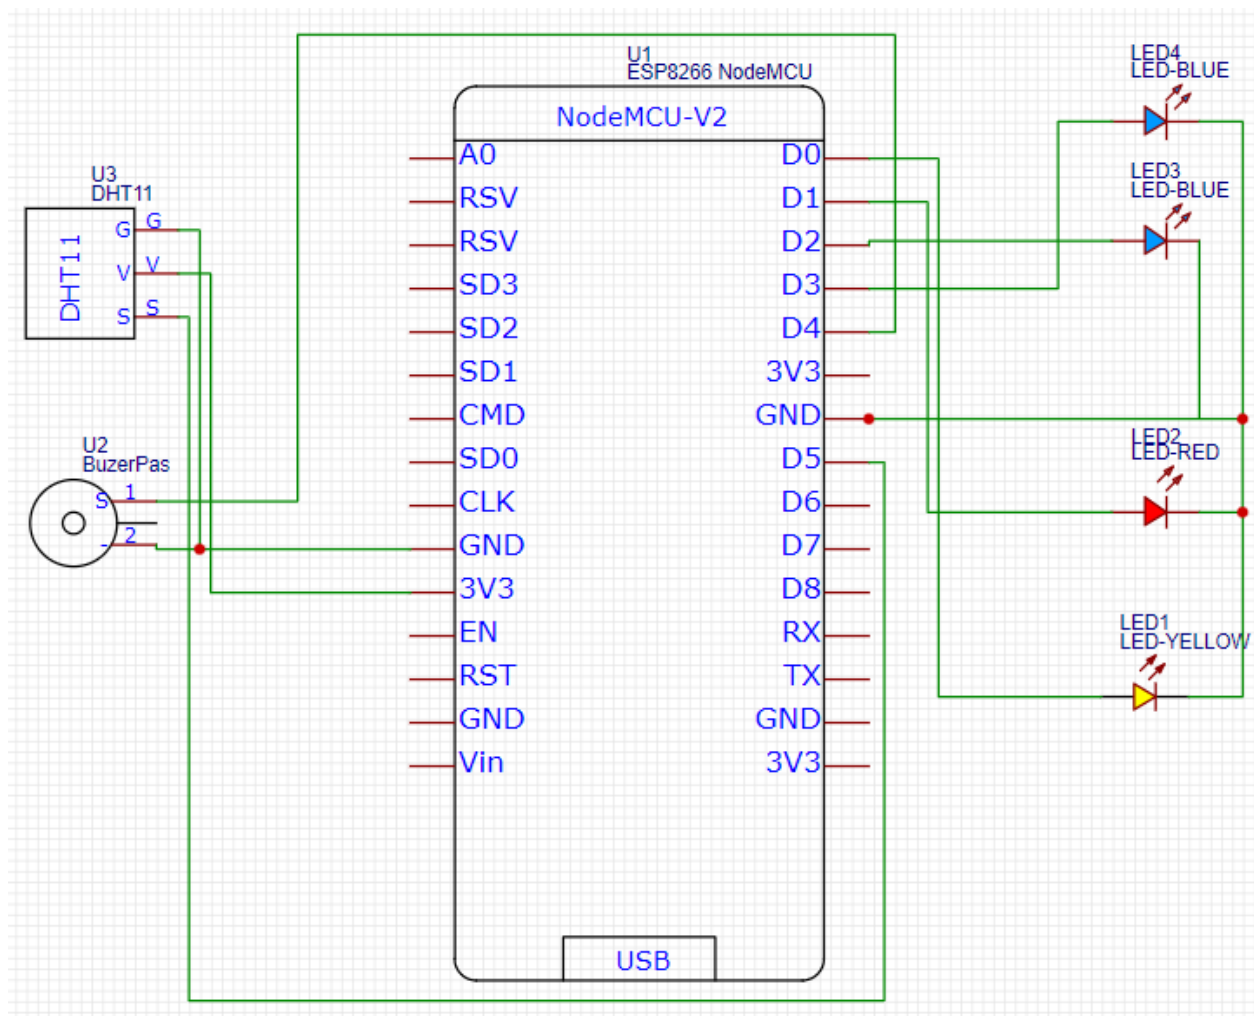 U1
ESP8266 NodeMCU
NodeMCU-V2
A0
RSV
RSV
SD3
SD2
SD1
CMD
SD0
CLK
GND
3V3
EN
RST
GND
Vin
D0
D1
D2
D3
D4
3V3
GND
D5
D6
D7
D8
RX
TX
GND
3V3
USB
U3
DHT11
DHT11
G G
V V
S S
U2
BuzerPas
S 1
- 2
LED4
LED-BLUE
LED3
LED-BLUE
LED2
LED-RED
LED1
LED-YELLOW